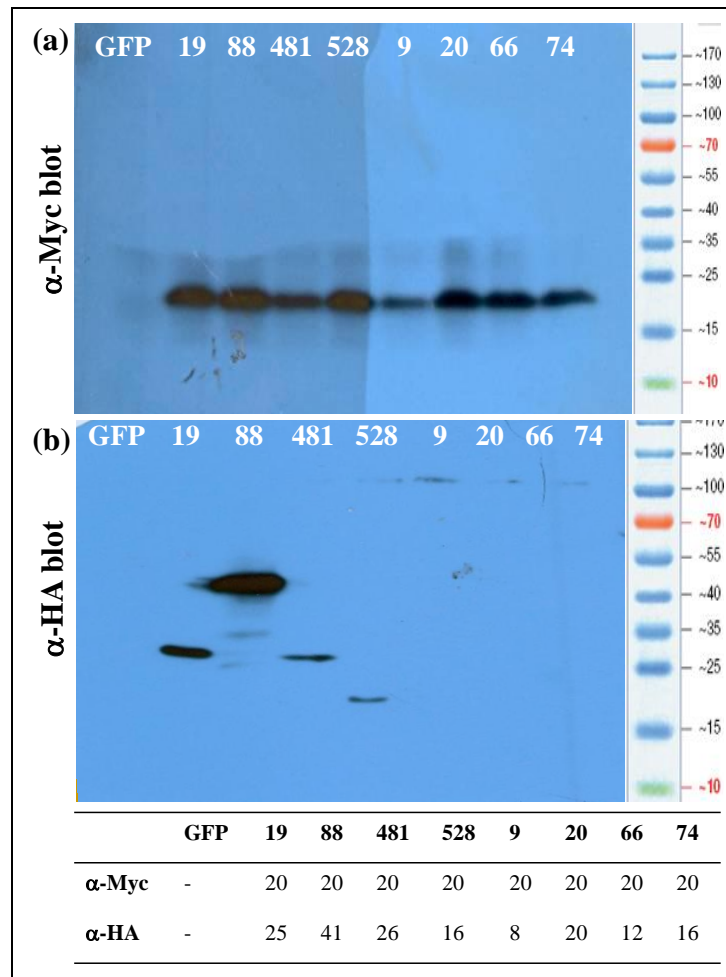 (a) GFP 19 88 481 528 9 20 66 74
α-Myc blot
~170
~130
~100
~70
~55
~40
~35
~25
~15
~10
(b) GFP 19 88 481 528 9 20 66 74
α-HA blot
~170
~130
~100
~70
~55
~40
~35
~25
~15
~10
GFP 19 88 481 528 9 20 66 74
α-Myc - 20 20 20 20 20 20 20 20
α-HA - 25 41 26 16 8 20 12 16